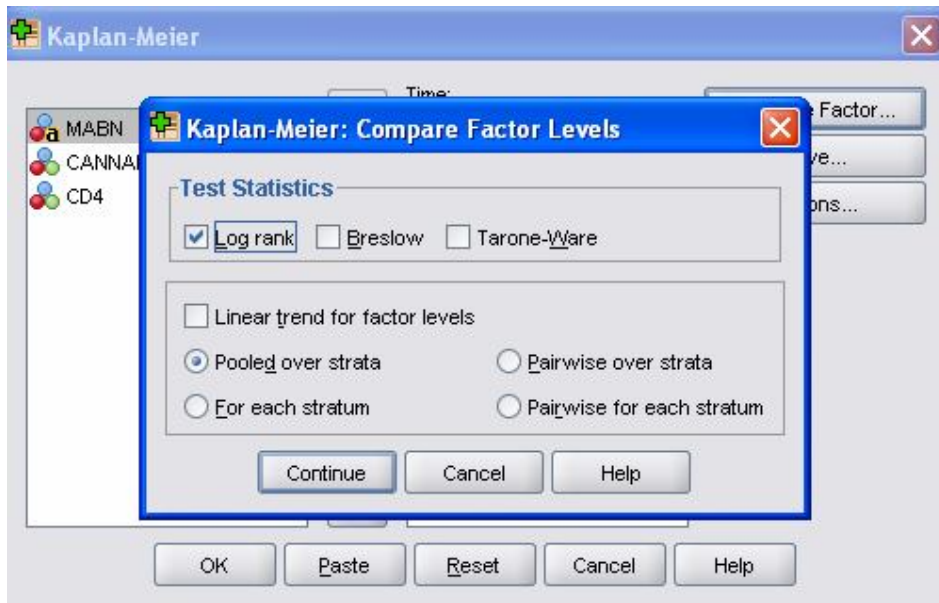 Kaplan-Meier
Time:
MABN
CD4
Factor...
Kaplan-Meier: Compare Factor Levels
Test Statistics
Log rank Breslow Tarone-Ware
Linear trend for factor levels
Pooled over strata Pairwise over strata
For each stratum Pairwise for each stratum
Continue Cancel Help
OK Paste Reset Cancel Help